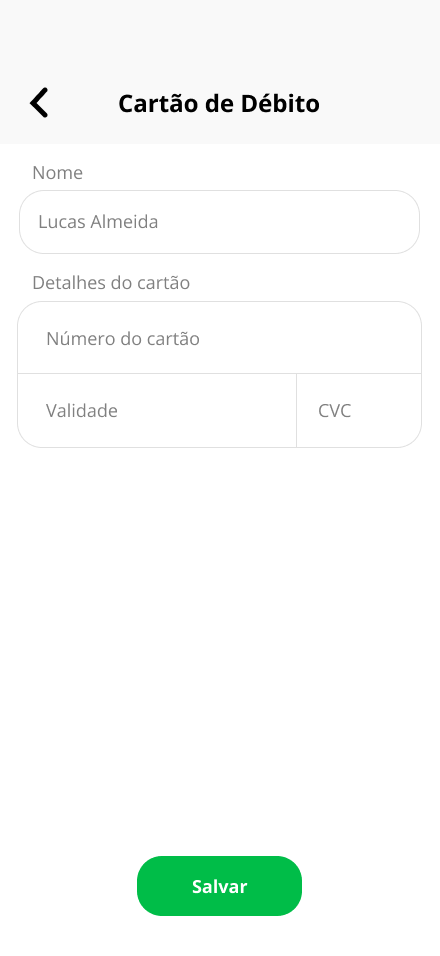 Cartão de Débito
Nome
Lucas Almeida
Detalhes do cartão
Número do cartão
Validade
CVC
Salvar